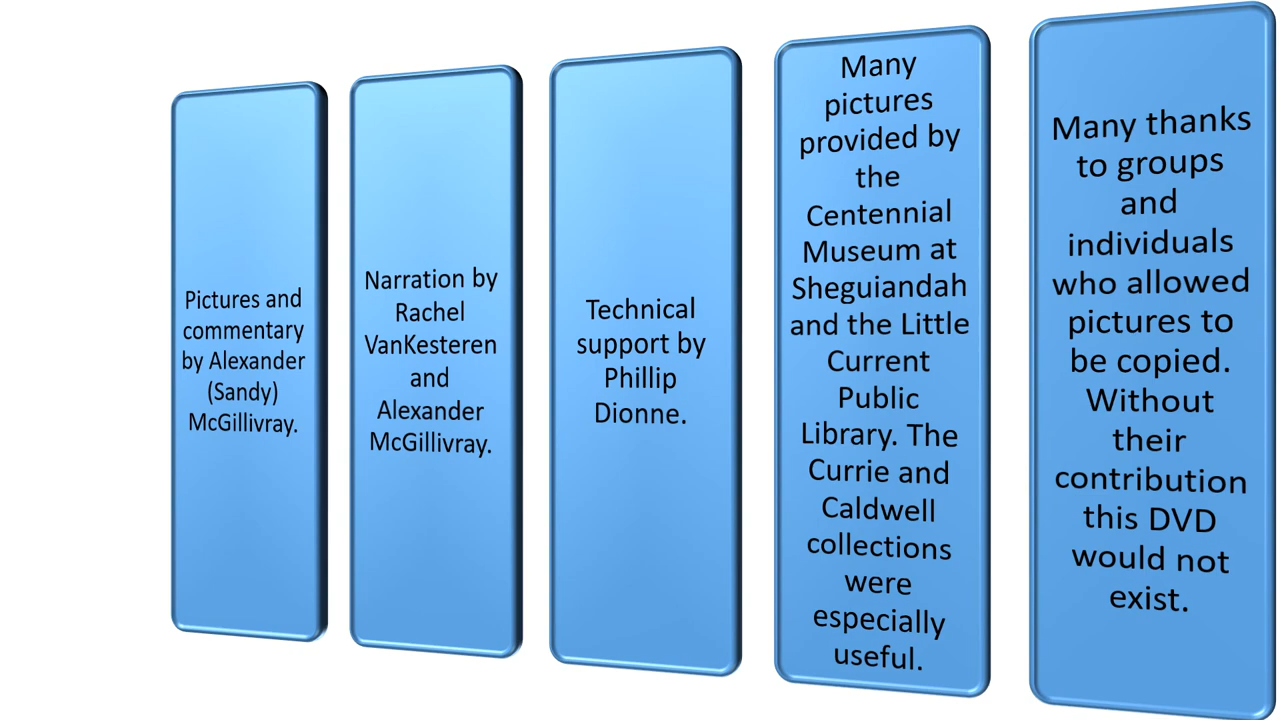 Pictures and
commentary
by Alexander
(Sandy)
McGillivray.
Narration by
Rachel
VanKesteren
and
Alexander
McGillivray.
Technical
support by
Phillip
Dionne.
Many
pictures
provided by
the
Centennial
Museum at
Sheguiandah
and the Little
Current
Public
Library. The
Currie and
Caldwell
collections
were
especially
useful.
Many thanks
to groups
and
individuals
who allowed
pictures to
be copied.
Without
their
contribution
this DVD
would not
exist.